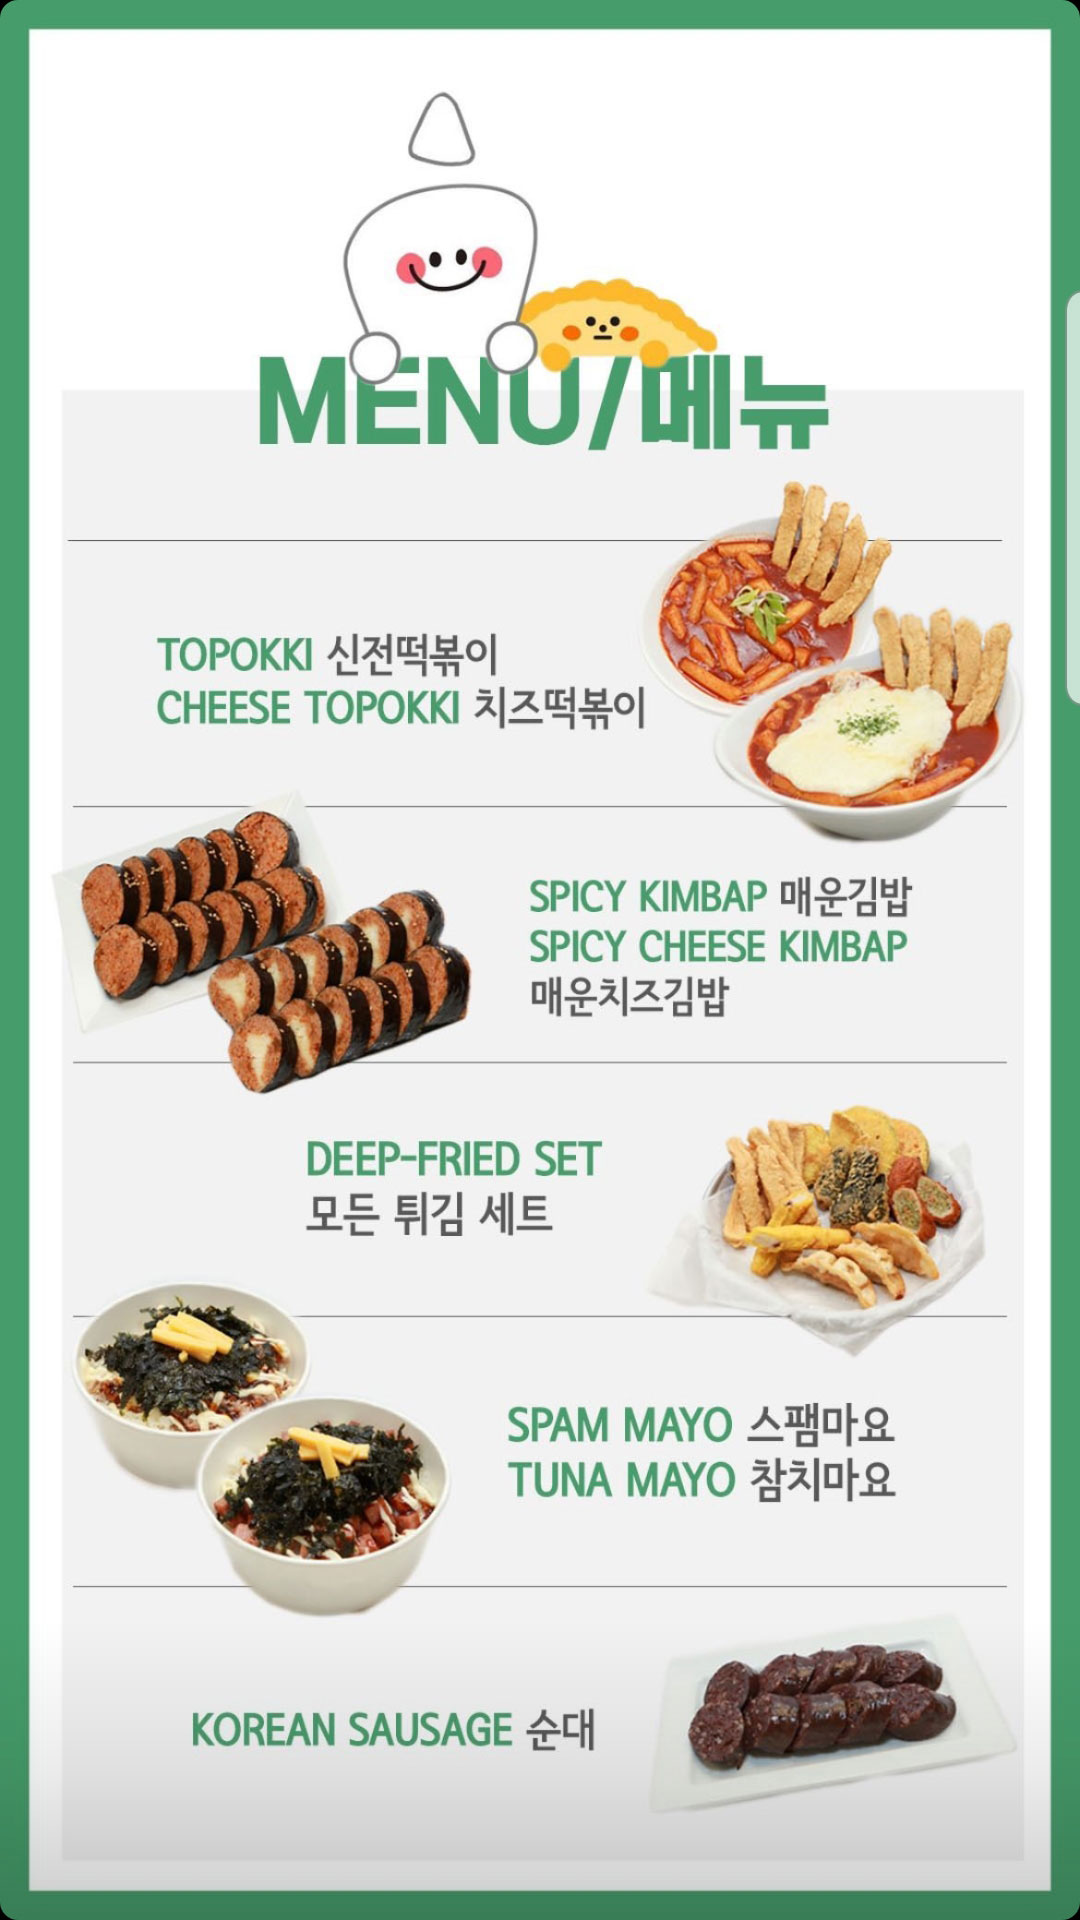 MENU/메뉴
TOPOKKI 신전떡볶이
CHEESE TOPOKKI 치즈떡볶이
SPICY KIMBAP 매운김밥
SPICY CHEESE KIMBAP
매운치즈김밥
DEEP-FRIED SET
모든 튀김 세트
SPAM MAYO 스팸마요
TUNA MAYO 참치마요
KOREAN SAUSAGE 순대